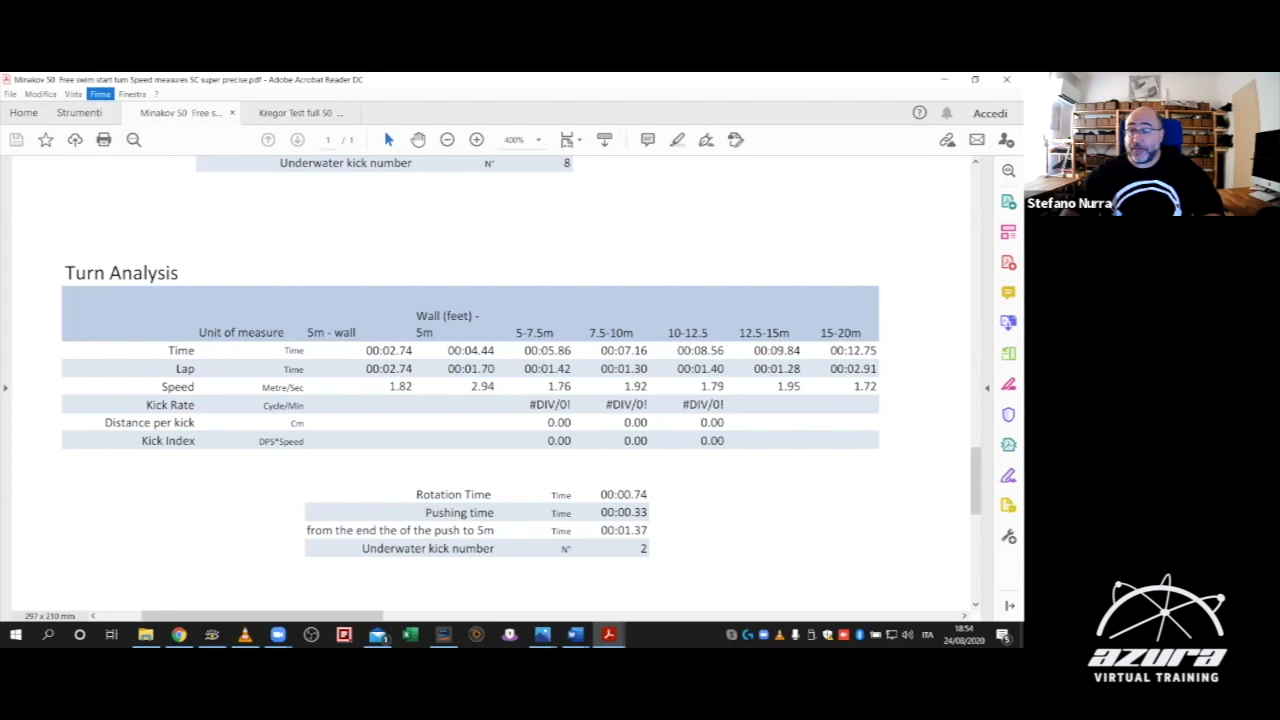 Minakov 50 Free swim start turn Speed measures SC super precise.pdf - Adobe Acrobat Reader DC
File Modifica Vista Firma Finestra ?
Home Strumenti Minakov 50 Free s... × Kregor Test full 50 ... Accedi
1 / 1 400%
Underwater kick number N° 8
Stefano Nurra
Turn Analysis
Wall (feet) -
Unit of measure 5m - wall 5m 5-7.5m 7.5-10m 10-12.5 12.5-15m 15-20m
Time Time 00:02.74 00:04.44 00:05.86 00:07.16 00:08.56 00:09.84 00:12.75
Lap Time 00:02.74 00:01.70 00:01.42 00:01.30 00:01.40 00:01.28 00:02.91
Speed Metre/Sec 1.82 2.94 1.76 1.92 1.79 1.95 1.72
Kick Rate Cycle/Min #DIV/0! #DIV/0! #DIV/0!
Distance per kick Cm 0.00 0.00 0.00
Kick Index DPS*Speed 0.00 0.00 0.00
Rotation Time Time 00:00.74
Pushing time Time 00:00.33
from the end the of the push to 5m Time 00:01.37
Underwater kick number N° 2
297 x 210 mm
ITA
18:54
24/08/2020
5
azura
VIRTUAL TRAINING